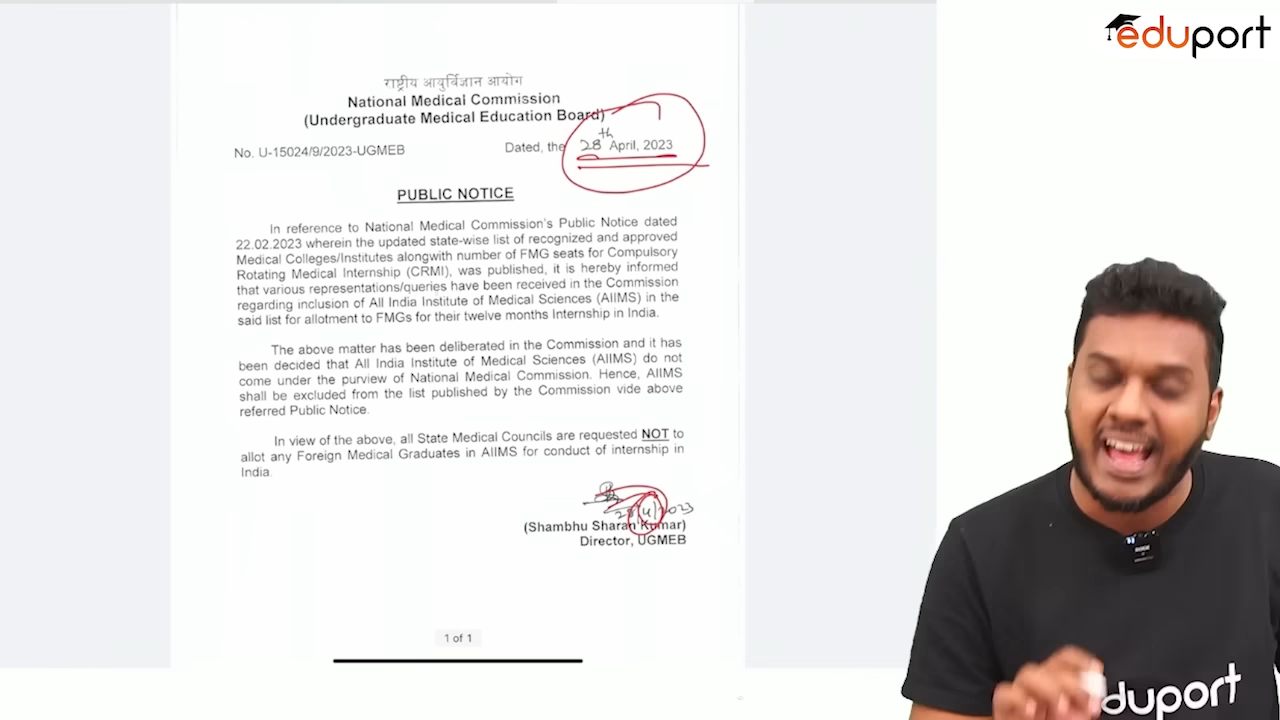 eduport
राष्ट्रीय आयुर्विज्ञान आयोग
National Medical Commission
(Undergraduate Medical Education Board)
No. U-15024/9/2023-UGMEB Dated, the 28th April, 2023
PUBLIC NOTICE
In reference to National Medical Commission's Public Notice dated
22.02.2023 wherein the updated state-wise list of recognized and approved
Medical Colleges/Institutes alongwith number of FMG seats for Compulsory
Rotating Medical Internship (CRMI), was published, it is hereby informed
that various representations/queries have been received in the Commission
regarding inclusion of All India Institute of Medical Sciences (AIIMS) in the
said list for allotment to FMGs for their twelve months Internship in India.
The above matter has been deliberated in the Commission and it has
been decided that All India Institute of Medical Sciences (AIIMS) do not
come under the purview of National Medical Commission. Hence, AIIMS
shall be excluded from the list published by the Commission vide above
referred Public Notice.
In view of the above, all State Medical Councils are requested NOT to
allot any Foreign Medical Graduates in AIIMS for conduct of internship in
India.
(Shambhu Sharan Kumar)
Director, UGMEB
1 of 1
duport